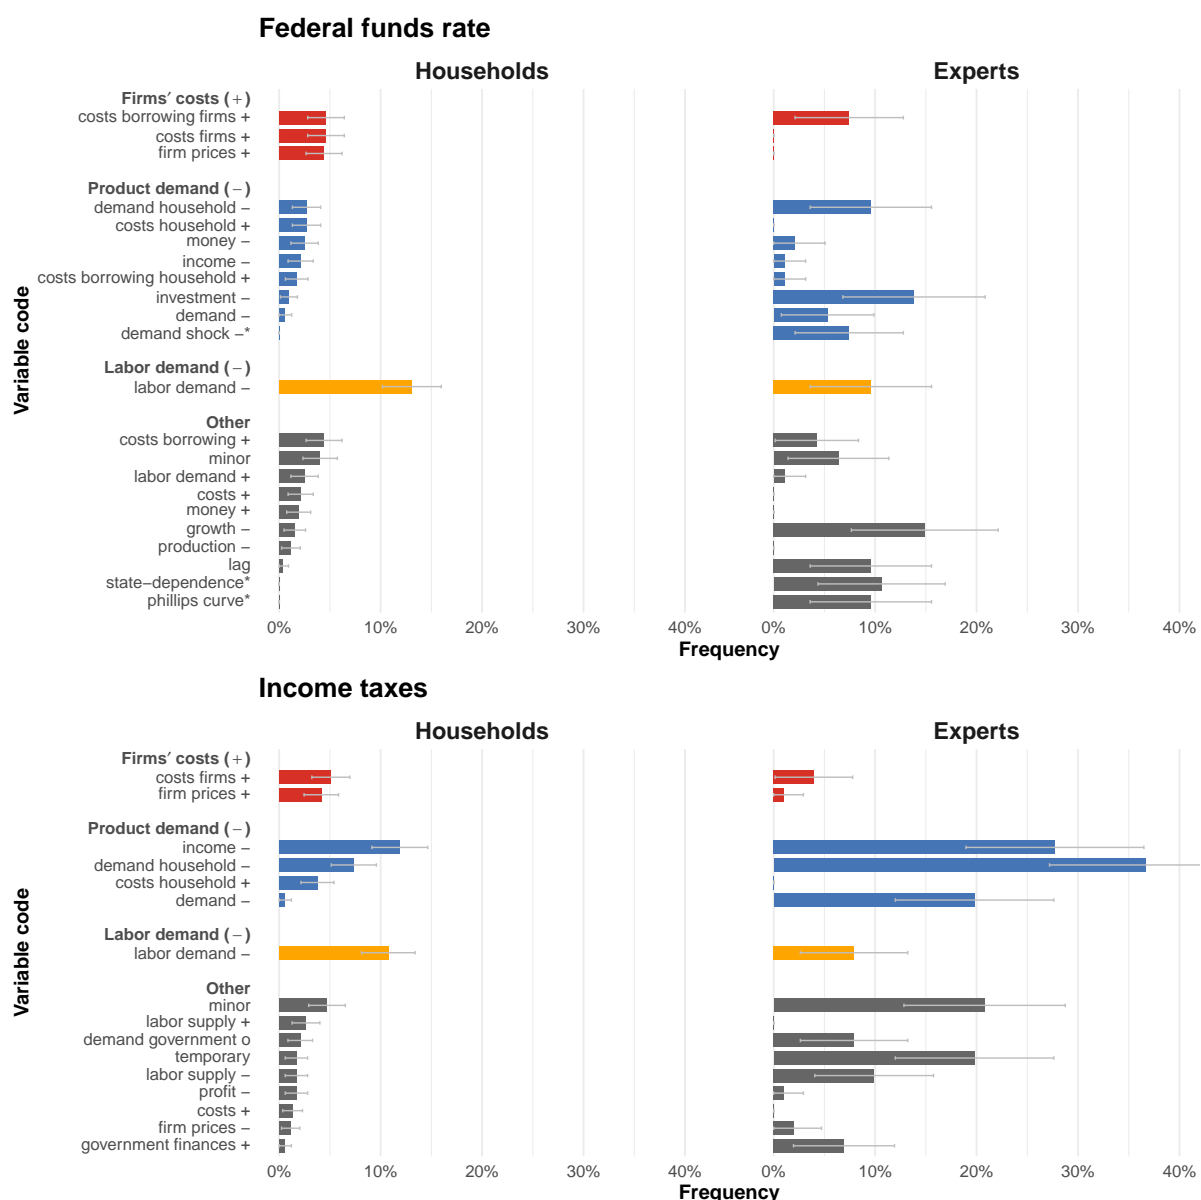 Federal funds rate
Households
Experts
Variable code
Firms′ costs (+)
costs borrowing firms +
costs firms +
firm prices +
Product demand (−)
demand household −
costs household +
money −
income −
costs borrowing household +
investment −
demand −
demand shock −*
Labor demand (−)
labor demand −
Other
costs borrowing +
minor
labor demand +
costs +
money +
growth −
production −
lag
state−dependence*
phillips curve*
0% 10% 20% 30% 40% 0% 10% 20% 30% 40%
Frequency
Income taxes
Households
Experts
Variable code
Firms′ costs (+)
costs firms +
firm prices +
Product demand (−)
income −
demand household −
costs household +
demand −
Labor demand (−)
labor demand −
Other
minor
labor supply +
demand government o
temporary
labor supply −
profit −
costs +
firm prices −
government finances +
0% 10% 20% 30% 40% 0% 10% 20% 30% 40%
Frequency